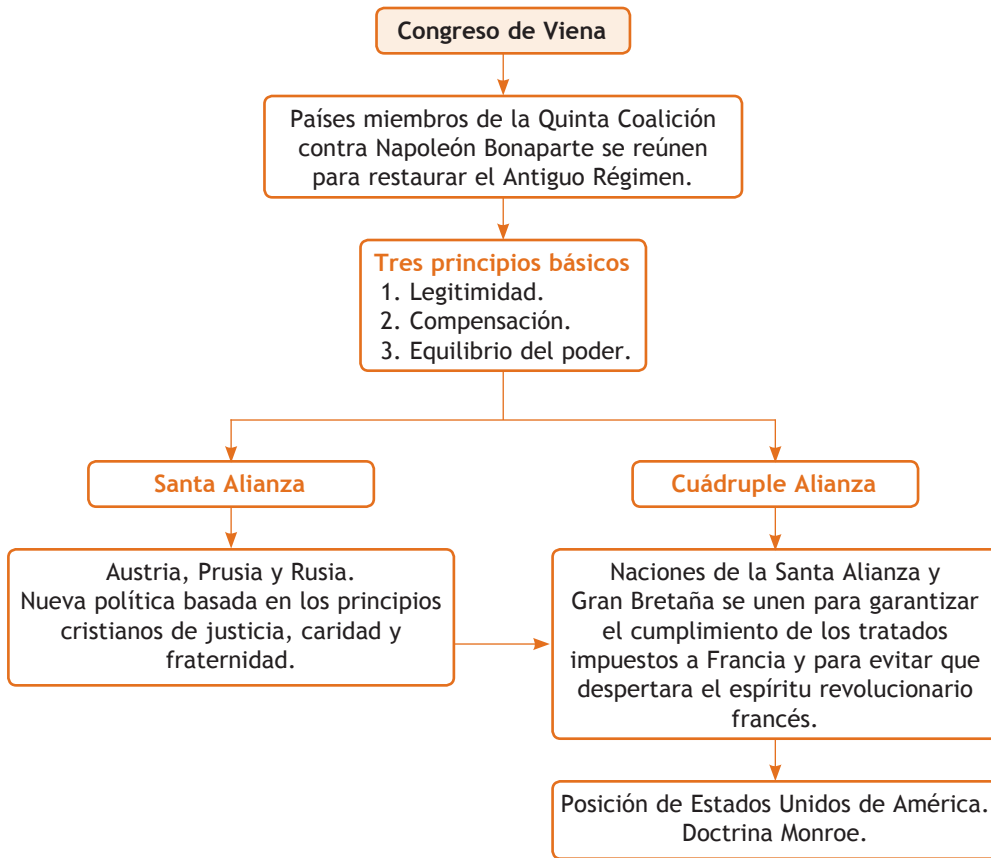 Congreso de Viena
Países miembros de la Quinta Coalición
contra Napoleón Bonaparte se reúnen
para restaurar el Antiguo Régimen.
Tres principios básicos
1. Legitimidad.
2. Compensación.
3. Equilibrio del poder.
Santa Alianza
Cuádruple Alianza
Austria, Prusia y Rusia.
Nueva política basada en los principios
cristianos de justicia, caridad y
fraternidad.
Naciones de la Santa Alianza y
Gran Bretaña se unen para garantizar
el cumplimiento de los tratados
impuestos a Francia y para evitar que
despertara el espíritu revolucionario
francés.
Posición de Estados Unidos de América.
Doctrina Monroe.